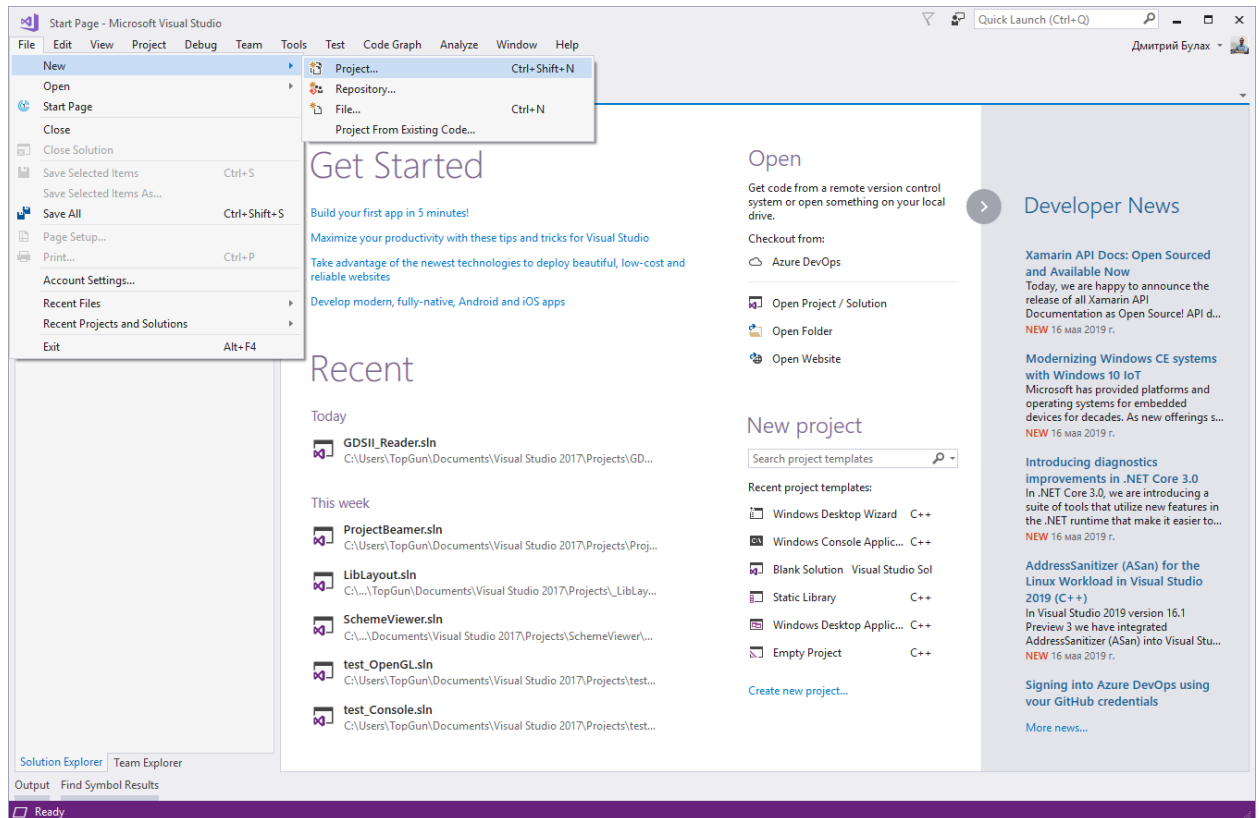 Start Page - Microsoft Visual Studio
Quick Launch (Ctrl+Q)
File Edit View Project Debug Team Tools Test Code Graph Analyze Window Help
Дмитрий Булах
New
Open
Start Page
Close
Close Solution
Save Selected Items Ctrl+S
Save Selected Items As...
Save All Ctrl+Shift+S
Page Setup...
Print... Ctrl+P
Account Settings...
Recent Files
Recent Projects and Solutions
Exit Alt+F4
Project... Ctrl+Shift+N
Repository...
File... Ctrl+N
Project From Existing Code...
Get Started
Build your first app in 5 minutes!
Maximize your productivity with these tips and tricks for Visual Studio
Take advantage of the newest technologies to deploy beautiful, low-cost and
reliable websites
Develop modern, fully-native, Android and iOS apps
Recent
Today
GDSII_Reader.sln
C:\Users\TopGun\Documents\Visual Studio 2017\Projects\GD...
This week
ProjectBeamer.sln
C:\Users\TopGun\Documents\Visual Studio 2017\Projects\Proj...
LibLayout.sln
C:\...\TopGun\Documents\Visual Studio 2017\Projects\_LibLay...
SchemeViewer.sln
C:\...\Documents\Visual Studio 2017\Projects\SchemeViewer\...
test_OpenGL.sln
C:\Users\TopGun\Documents\Visual Studio 2017\Projects\test...
test_Console.sln
C:\Users\TopGun\Documents\Visual Studio 2017\Projects\test...
Open
Get code from a remote version control
system or open something on your local
drive.
Checkout from:
Azure DevOps
Open Project / Solution
Open Folder
Open Website
New project
Search project templates
Recent project templates:
Windows Desktop Wizard C++
Windows Console Applic... C++
Blank Solution Visual Studio Sol
Static Library C++
Windows Desktop Applic... C++
Empty Project C++
Create new project...
Developer News
Xamarin API Docs: Open Sourced
and Available Now
Today, we are happy to announce the
release of all Xamarin API
Documentation as Open Source! API d...
NEW 16 мая 2019 г.
Modernizing Windows CE systems
with Windows 10 IoT
Microsoft has provided platforms and
operating systems for embedded
devices for decades. As new offerings s...
NEW 16 мая 2019 г.
Introducing diagnostics
improvements in .NET Core 3.0
In .NET Core 3.0, we are introducing a
suite of tools that utilize new features in
the .NET runtime that make it easier to...
NEW 16 мая 2019 г.
AddressSanitizer (ASan) for the
Linux Workload in Visual Studio
2019 (C++)
In Visual Studio 2019 version 16.1
Preview 3 we have integrated
AddressSanitizer (ASan) into Visual Stu...
NEW 16 мая 2019 г.
Signing into Azure DevOps using
your GitHub credentials
More news...
Solution Explorer Team Explorer
Output Find Symbol Results
Ready